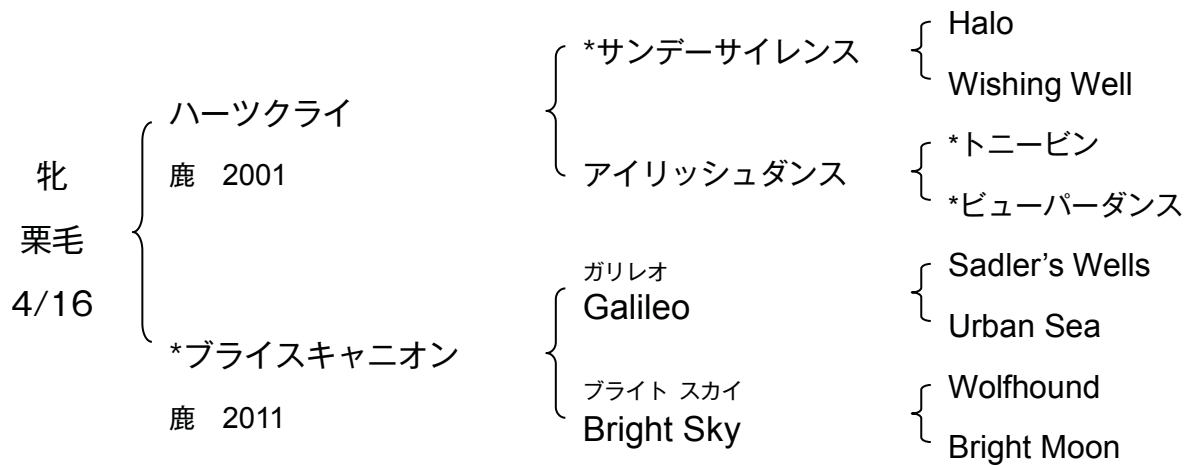 牝
栗毛
4/16
ハーツクライ
鹿 2001
*ブライスキャニオン
鹿 2011
*サンデーサイレンス
アイリッシュダンス
ガリレオ
Galileo
ブライト スカイ
Bright Sky
Halo
Wishing Well
*トニービン
*ビューパーダンス
Sadler's Wells
Urban Sea
Wolfhound
Bright Moon